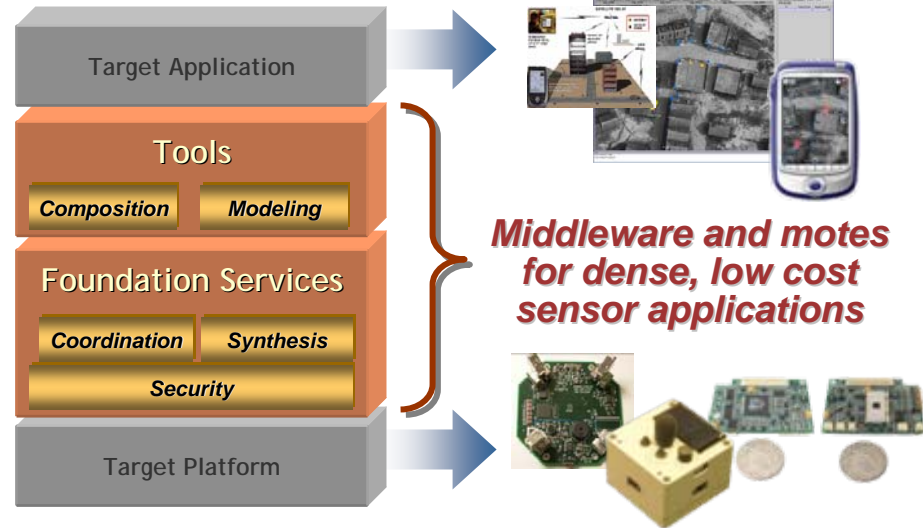 Target Application
Tools
Composition
Modeling
Foundation Services
Coordination
Synthesis
Security
Target Platform
Middleware and motes
for dense, low cost
sensor applications